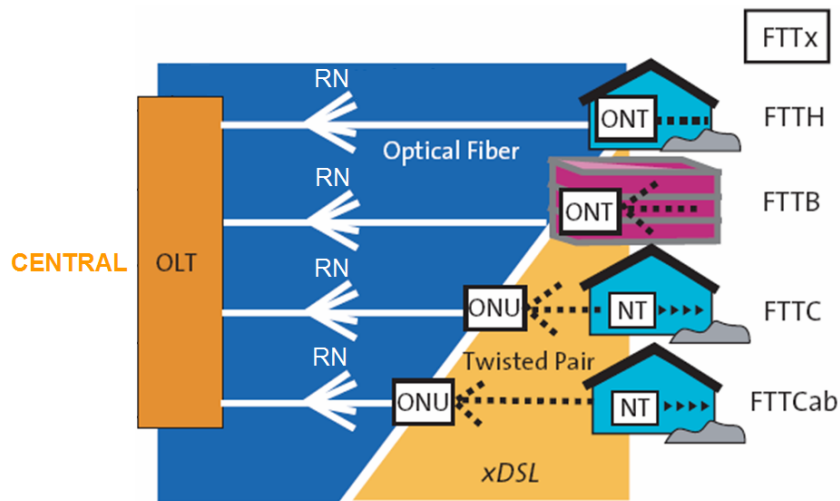 FTTx
RN
ONT
FTTH
Optical Fiber
RN
ONT
FTTB
CENTRAL
OLT
RN
ONU
NT
FTTC
RN
Twisted Pair
ONU
NT
FTTCab
xDSL